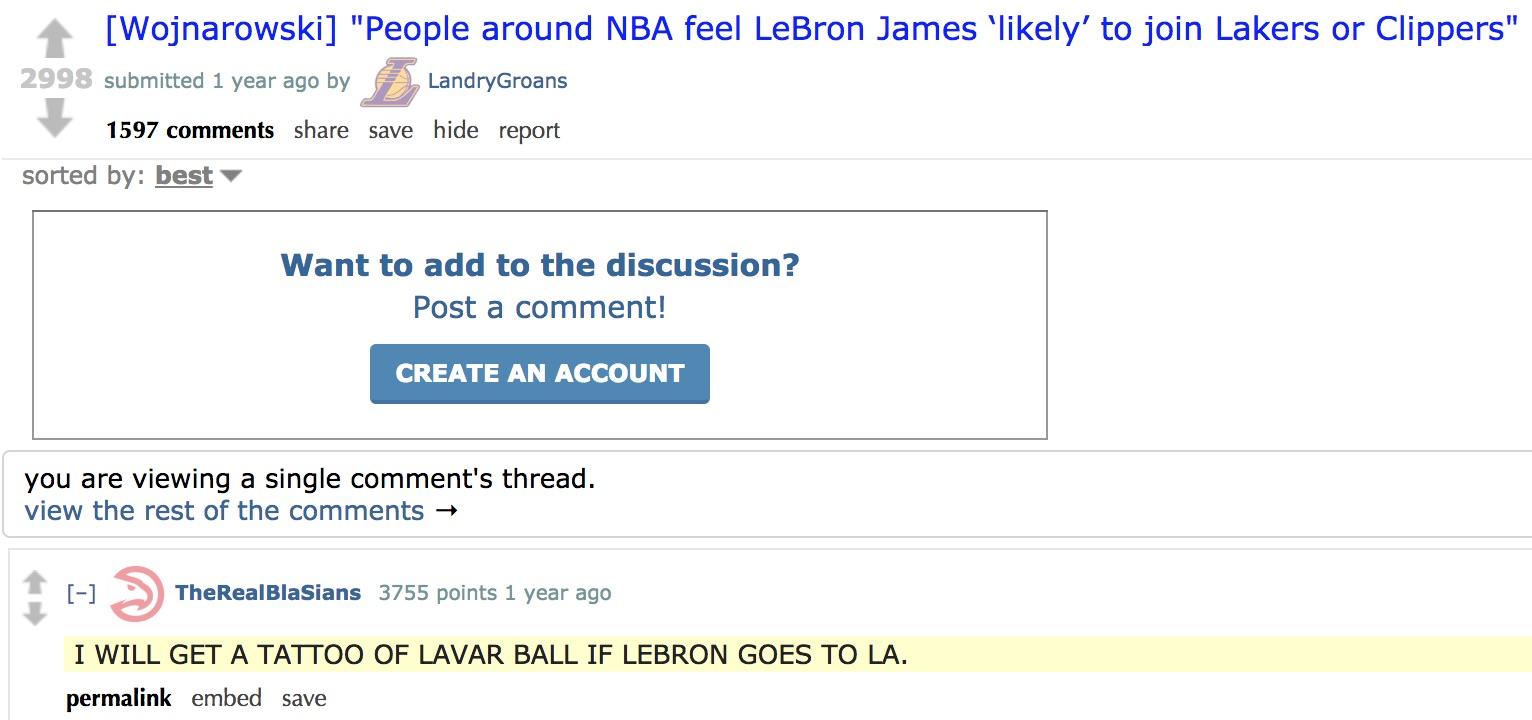 [Wojnarowski] "People around NBA feel LeBron James ‘likely’ to join Lakers or Clippers"
2998 submitted 1 year ago by LandryGroans
1597 comments share save hide report
sorted by: best
Want to add to the discussion?
Post a comment!
CREATE AN ACCOUNT
you are viewing a single comment's thread.
view the rest of the comments →
[–] TheRealBlaSians 3755 points 1 year ago
I WILL GET A TATTOO OF LAVAR BALL IF LEBRON GOES TO LA.
permalink embed save